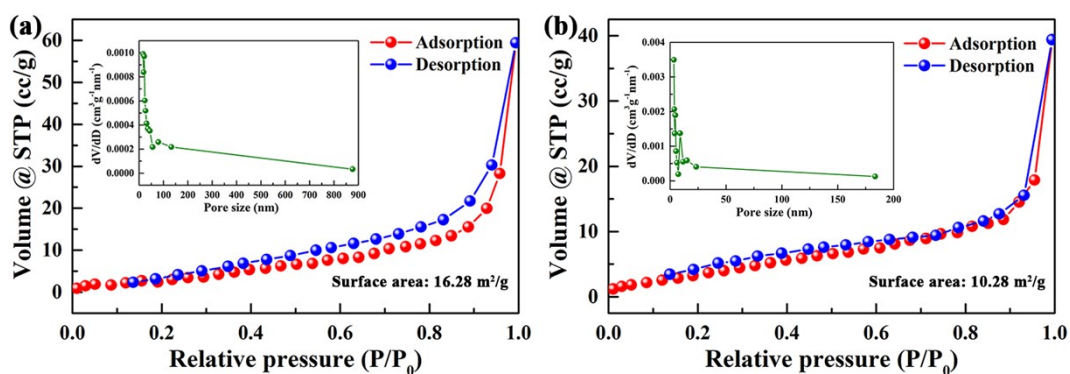 (a)
Volume @ STP (cc/g)
60
50
40
30
20
10
0
0.0 0.2 0.4 0.6 0.8 1.0
Relative pressure (P/P₀)
Adsorption
Desorption
Surface area: 16.28 m²/g
dV/dD (cm³g⁻¹nm⁻¹)
0.0010
0.0008
0.0006
0.0004
0.0002
0.0000
0 100 200 300 400 500 600 700 800 900
Pore size (nm)
(b)
Volume @ STP (cc/g)
40
30
20
10
0
0.0 0.2 0.4 0.6 0.8 1.0
Relative pressure (P/P₀)
Adsorption
Desorption
Surface area: 10.28 m²/g
dV/dD (cm³g⁻¹nm⁻¹)
0.004
0.003
0.002
0.001
0.000
0 50 100 150 200
Pore size (nm)